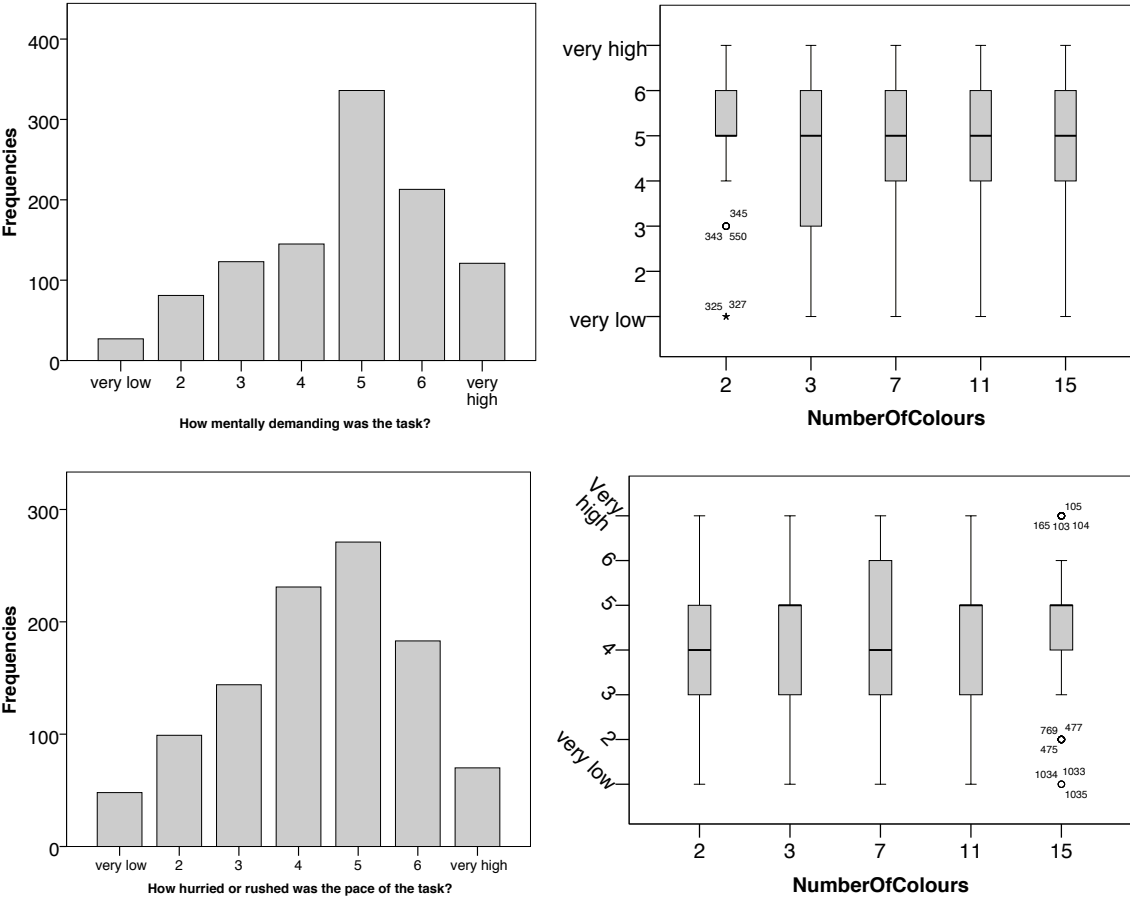 400
300
200
100
0
Frequencies
very low 2 3 4 5 6 very
high
How mentally demanding was the task?
very high
6
5
4
3
2
very low
345
343 550
325 327
2 3 7 11 15
NumberOfColours
300
200
100
0
Frequencies
very low 2 3 4 5 6 very high
How hurried or rushed was the pace of the task?
Very
high
6
5
4
3
2
very low
105
165 103 104
769 477
475
1034 1033
1035
2 3 7 11 15
NumberOfColours